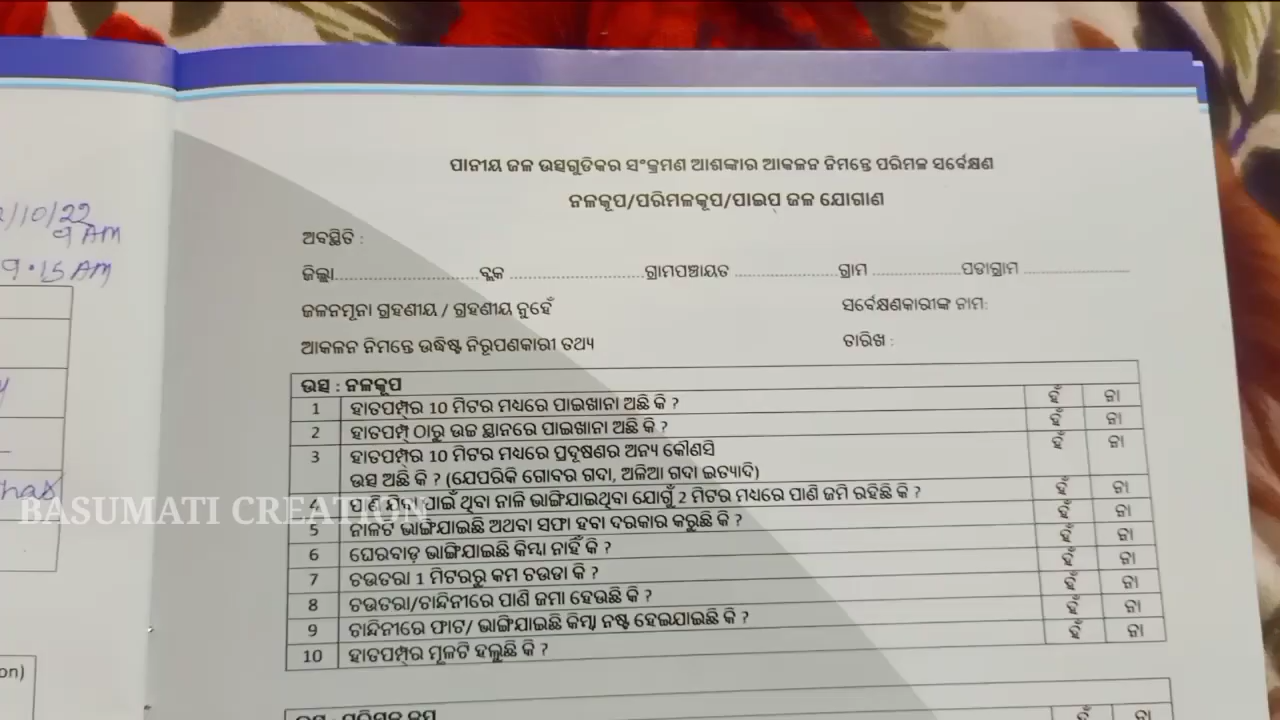 /10/22
9 AM
9.15 AM
on)
ପାନୀୟ ଜଳ ଉତ୍ସଗୁଡିକର ସଂକ୍ରମଣ ଆଶଙ୍କାର ଆକଳନ ନିମନ୍ତେ ପରିମଳ ସର୍ବେକ୍ଷଣ
ନଳକୂପ/ପରିମଳକୂପ/ପାଇପ୍ ଜଳ ଯୋଗାଣ
ଅବସ୍ଥିତି :
ଜିଲ୍ଲା............................ବ୍ଲକ ............................ଗ୍ରାମପଞ୍ଚାୟତ ....................ଗ୍ରାମ ....................ପଡାଗ୍ରାମ ........................
ଜଳନମୂନା ଗ୍ରହଣୀୟ / ଗ୍ରହଣୀୟ ନୁହେଁ ସର୍ବେକ୍ଷଣକାରୀଙ୍କ ନାମ:
ଆକଳନ ନିମନ୍ତେ ଉଦ୍ଧିଷ୍ଟ ନିରୂପଣକାରୀ ତଥ୍ୟ ତାରିଖ :
ଉତ୍ସ : ନଳକୂପ
1 ହାତପମ୍ପ୍‌ର 10 ମିଟର ମଧ୍ୟରେ ପାଇଖାନା ଅଛି କି ? ହଁ ନା
2 ହାତପମ୍ପ୍ ଠାରୁ ଉଚ୍ଚ ସ୍ଥାନରେ ପାଇଖାନା ଅଛି କି ? ହଁ ନା
3 ହାତପମ୍ପ୍‌ର 10 ମିଟର ମଧ୍ୟରେ ପ୍ରଦୂଷଣର ଅନ୍ୟ କୌଣସି ହଁ ନା
ଉତ୍ସ ଅଛି କି ? (ଯେପରିକି ଗୋବର ଗଦା, ଅଳିଆ ଗଦା ଇତ୍ୟାଦି)
4 ପାଣି ଯିବା ପାଇଁ ଥିବା ନାଳି ଭାଙ୍ଗିଯାଇଥିବା ଯୋଗୁଁ 2 ମିଟର ମଧ୍ୟରେ ପାଣି ଜମି ରହିଛି କି ? ହଁ ନା
5 ନାଳଟି ଭାଙ୍ଗିଯାଇଛି ଅଥବା ସଫା ହବା ଦରକାର କରୁଛି କି ? ହଁ ନା
6 ଘେରବାଡ଼ ଭାଙ୍ଗିଯାଇଛି କିମ୍ବା ନାହିଁ କି ? ହଁ ନା
7 ଚଉତରା 1 ମିଟରରୁ କମ ଚଉଡା କି ? ହଁ ନା
8 ଚଉତରା/ଚାନ୍ଦିନୀରେ ପାଣି ଜମା ହେଉଛି କି ? ହଁ ନା
9 ଚାନ୍ଦିନୀରେ ଫାଟ/ ଭାଙ୍ଗିଯାଇଛି କିମ୍ବା ନଷ୍ଟ ହେଇଯାଇଛି କି ? ହଁ ନା
10 ହାତପମ୍ପ୍‌ର ମୂଳଟି ହଲୁଛି କି ? ହଁ ନା
BASUMATI CREATION
ହଁ ନା